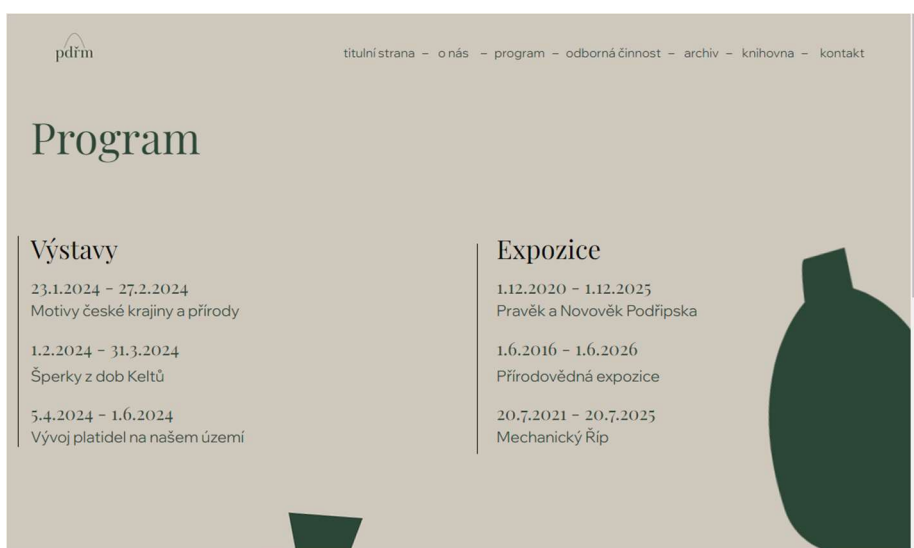 pdřm
titulní strana – o nás – program – odborná činnost – archiv – knihovna – kontakt
Program
Výstavy
23.1.2024 – 27.2.2024
Motivy české krajiny a přírody
1.2.2024 – 31.3.2024
Šperky z dob Keltů
5.4.2024 – 1.6.2024
Vývoj platidel na našem území
Expozice
1.12.2020 – 1.12.2025
Pravěk a Novověk Podřipska
1.6.2016 – 1.6.2026
Přírodovědná expozice
20.7.2021 – 20.7.2025
Mechanický Říp